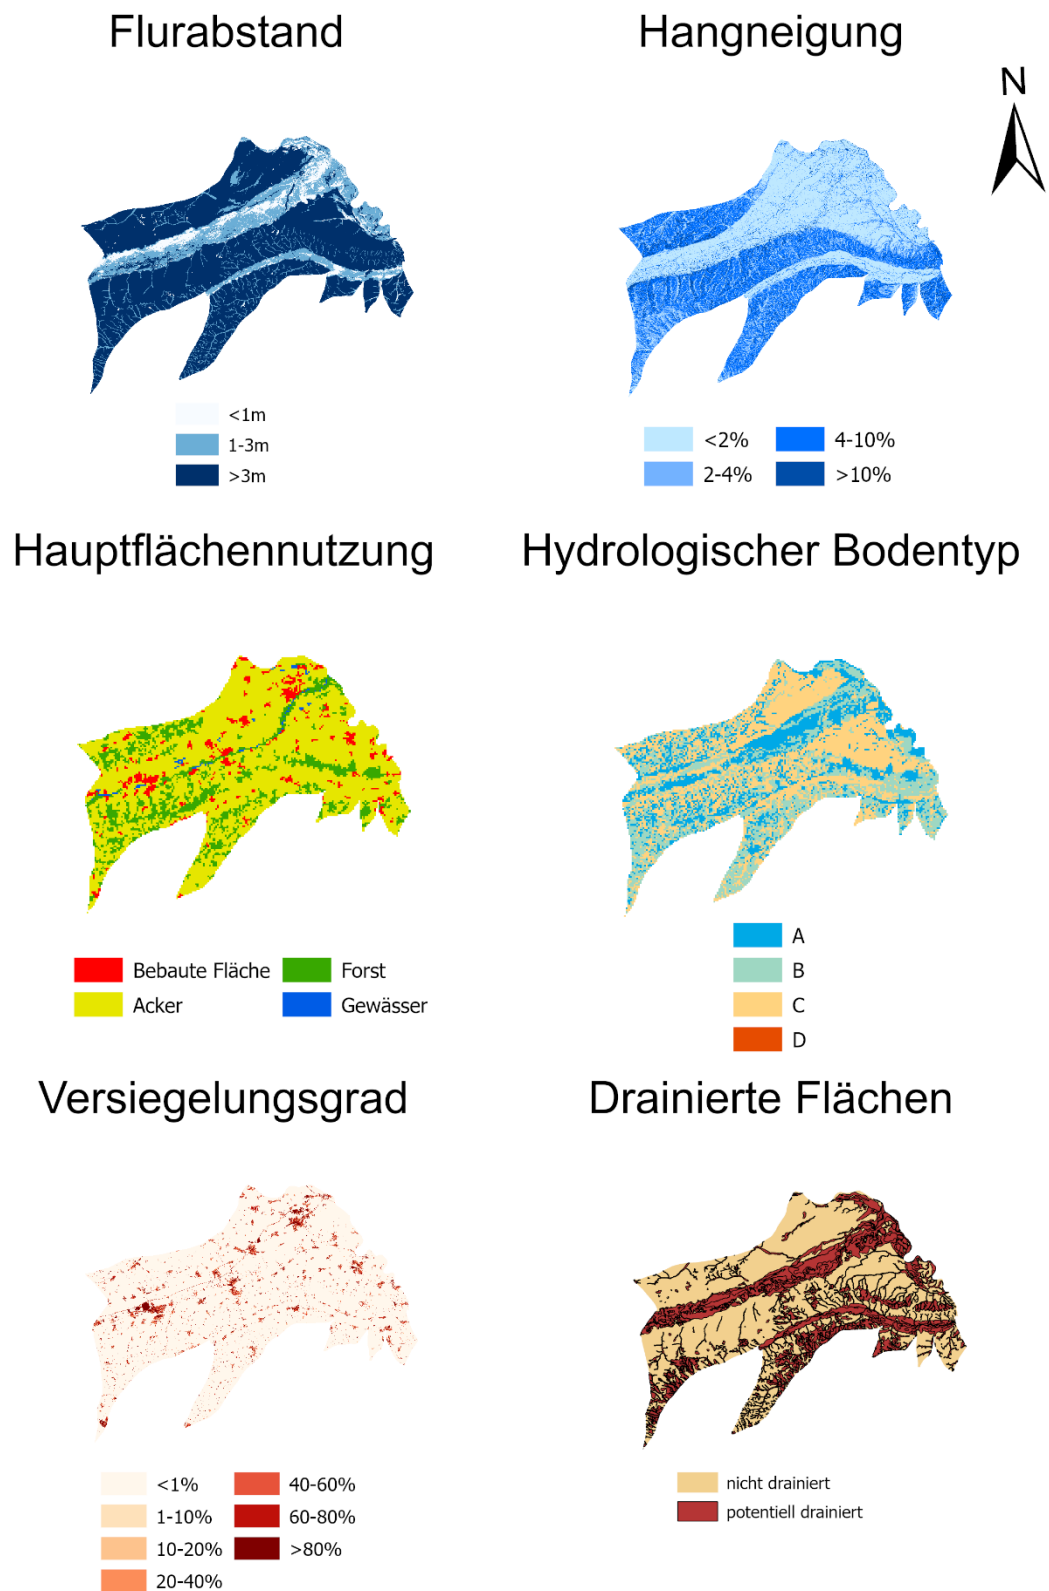 Flurabstand
Hangneigung
N
<1m
1-3m
>3m
<2%
4-10%
2-4%
>10%
Hauptflächennutzung
Hydrologischer Bodentyp
Bebaute Fläche
Forst
Acker
Gewässer
A
B
C
D
Versiegelungsgrad
Drainierte Flächen
<1%
40-60%
1-10%
60-80%
10-20%
>80%
20-40%
nicht drainiert
potentiell drainiert